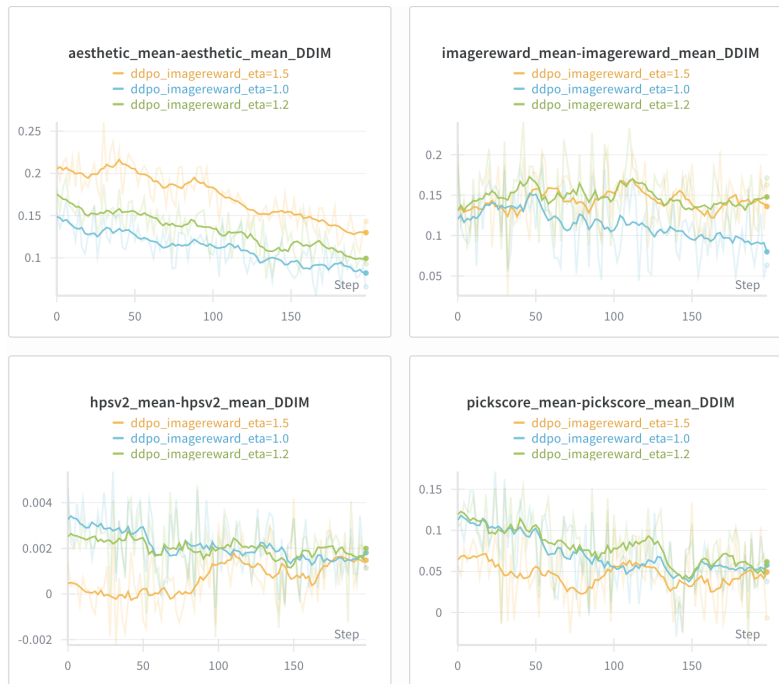 aesthetic_mean-aesthetic_mean_DDIM
ddpo_imagereward_eta=1.5
ddpo_imagereward_eta=1.0
ddpo_imagereward_eta=1.2
0.25
0.2
0.15
0.1
Step
0 50 100 150
imagereward_mean-imagereward_mean_DDIM
ddpo_imagereward_eta=1.5
ddpo_imagereward_eta=1.0
ddpo_imagereward_eta=1.2
0.2
0.15
0.1
0.05
Step
0 50 100 150
hpsv2_mean-hpsv2_mean_DDIM
ddpo_imagereward_eta=1.5
ddpo_imagereward_eta=1.0
ddpo_imagereward_eta=1.2
0.004
0.002
0
-0.002
Step
0 50 100 150
pickscore_mean-pickscore_mean_DDIM
ddpo_imagereward_eta=1.5
ddpo_imagereward_eta=1.0
ddpo_imagereward_eta=1.2
0.15
0.1
0.05
0
Step
0 50 100 150